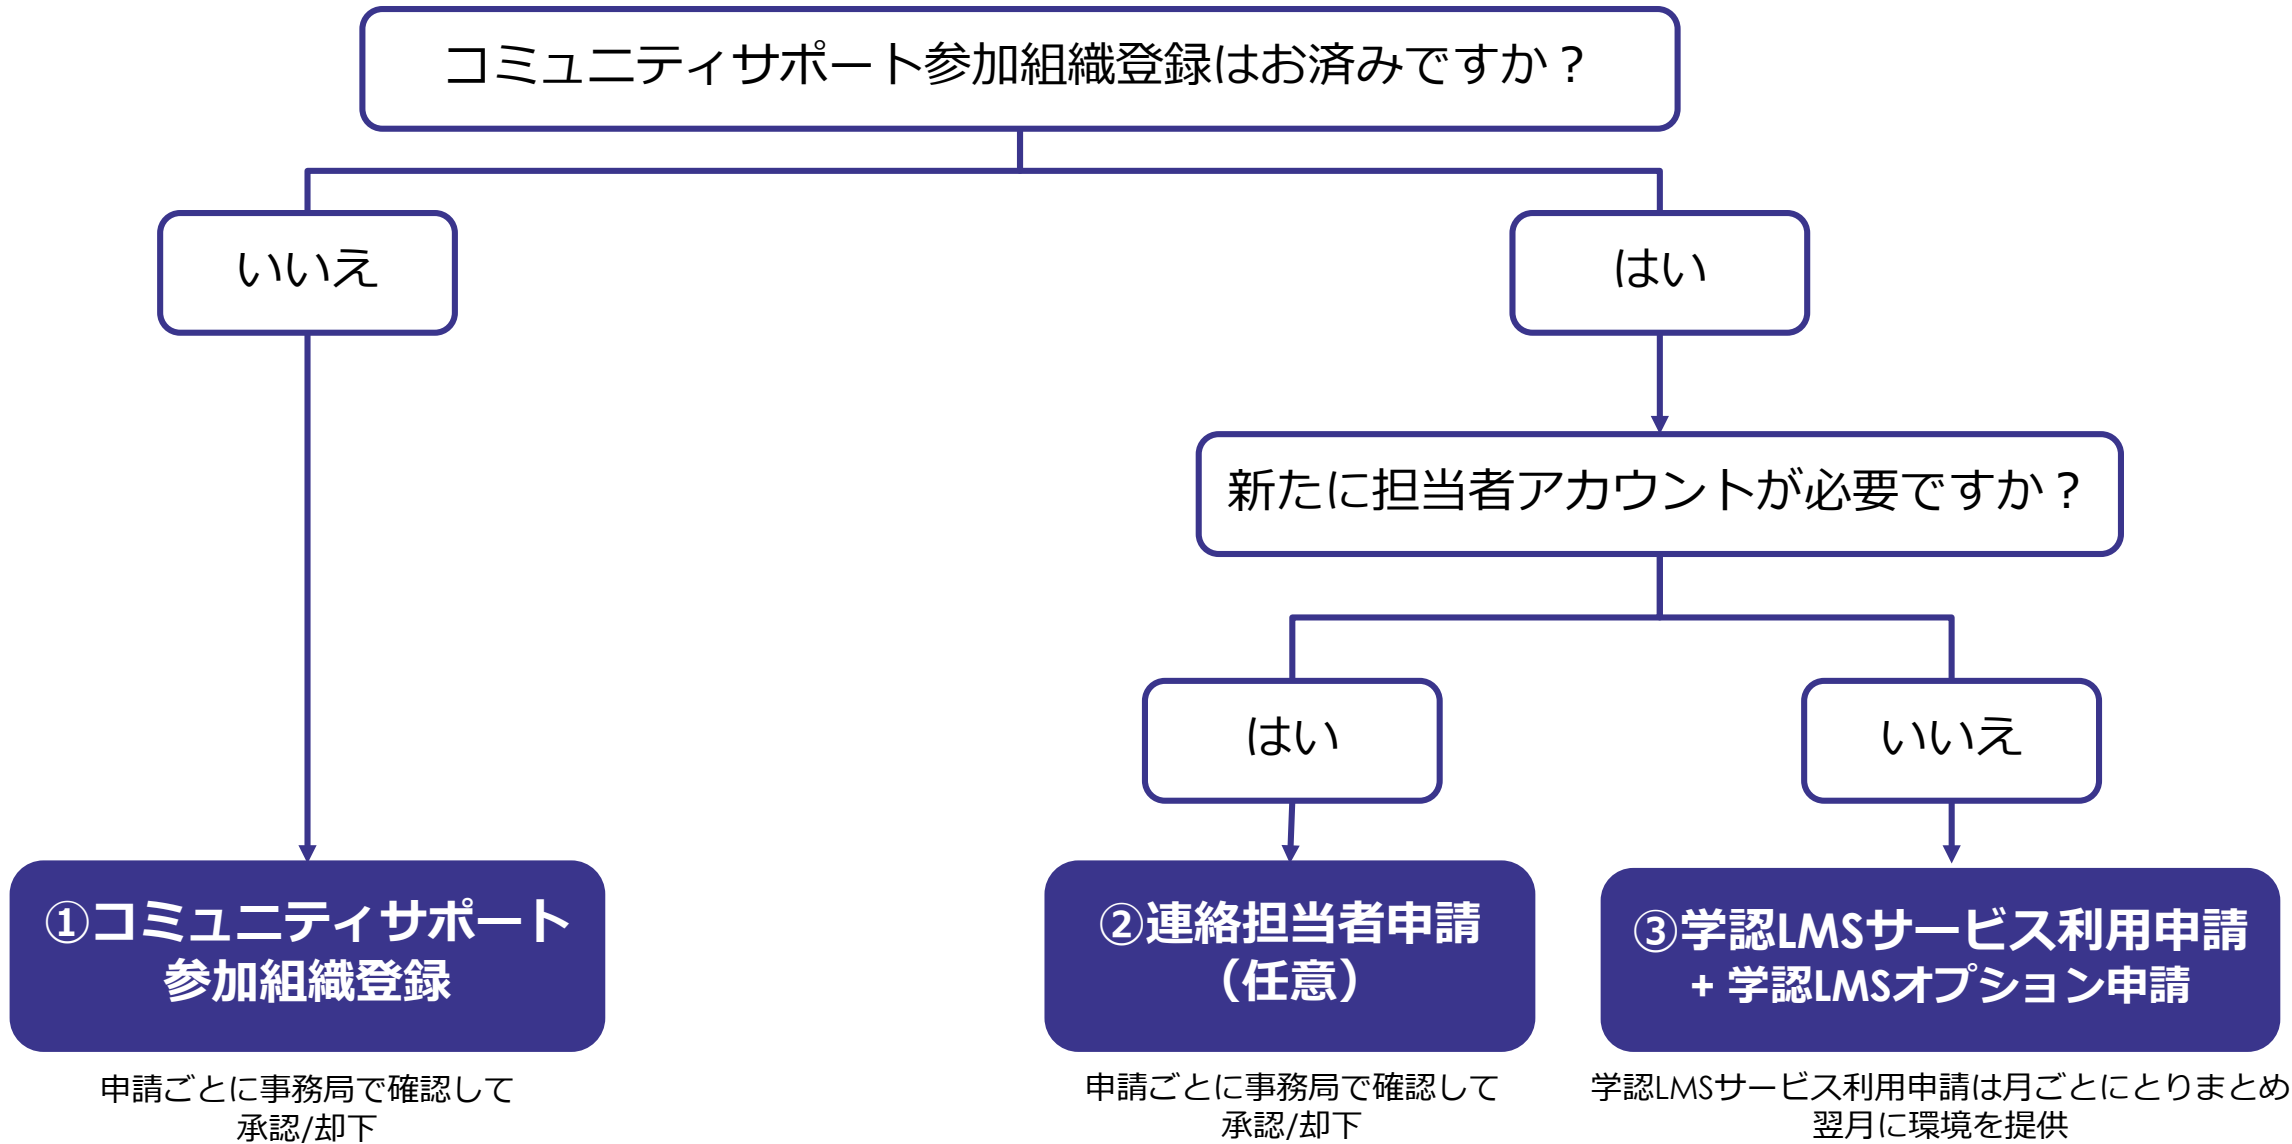 コミュニティサポート参加組織登録はお済みですか？
いいえ
はい
新たに担当者アカウントが必要ですか？
はい
いいえ
①コミュニティサポート
参加組織登録
②連絡担当者申請
（任意）
③学認LMSサービス利用申請
+ 学認LMSオプション申請
申請ごとに事務局で確認して
承認/却下
申請ごとに事務局で確認して
承認/却下
学認LMSサービス利用申請は月ごとにとりまとめ
翌月に環境を提供